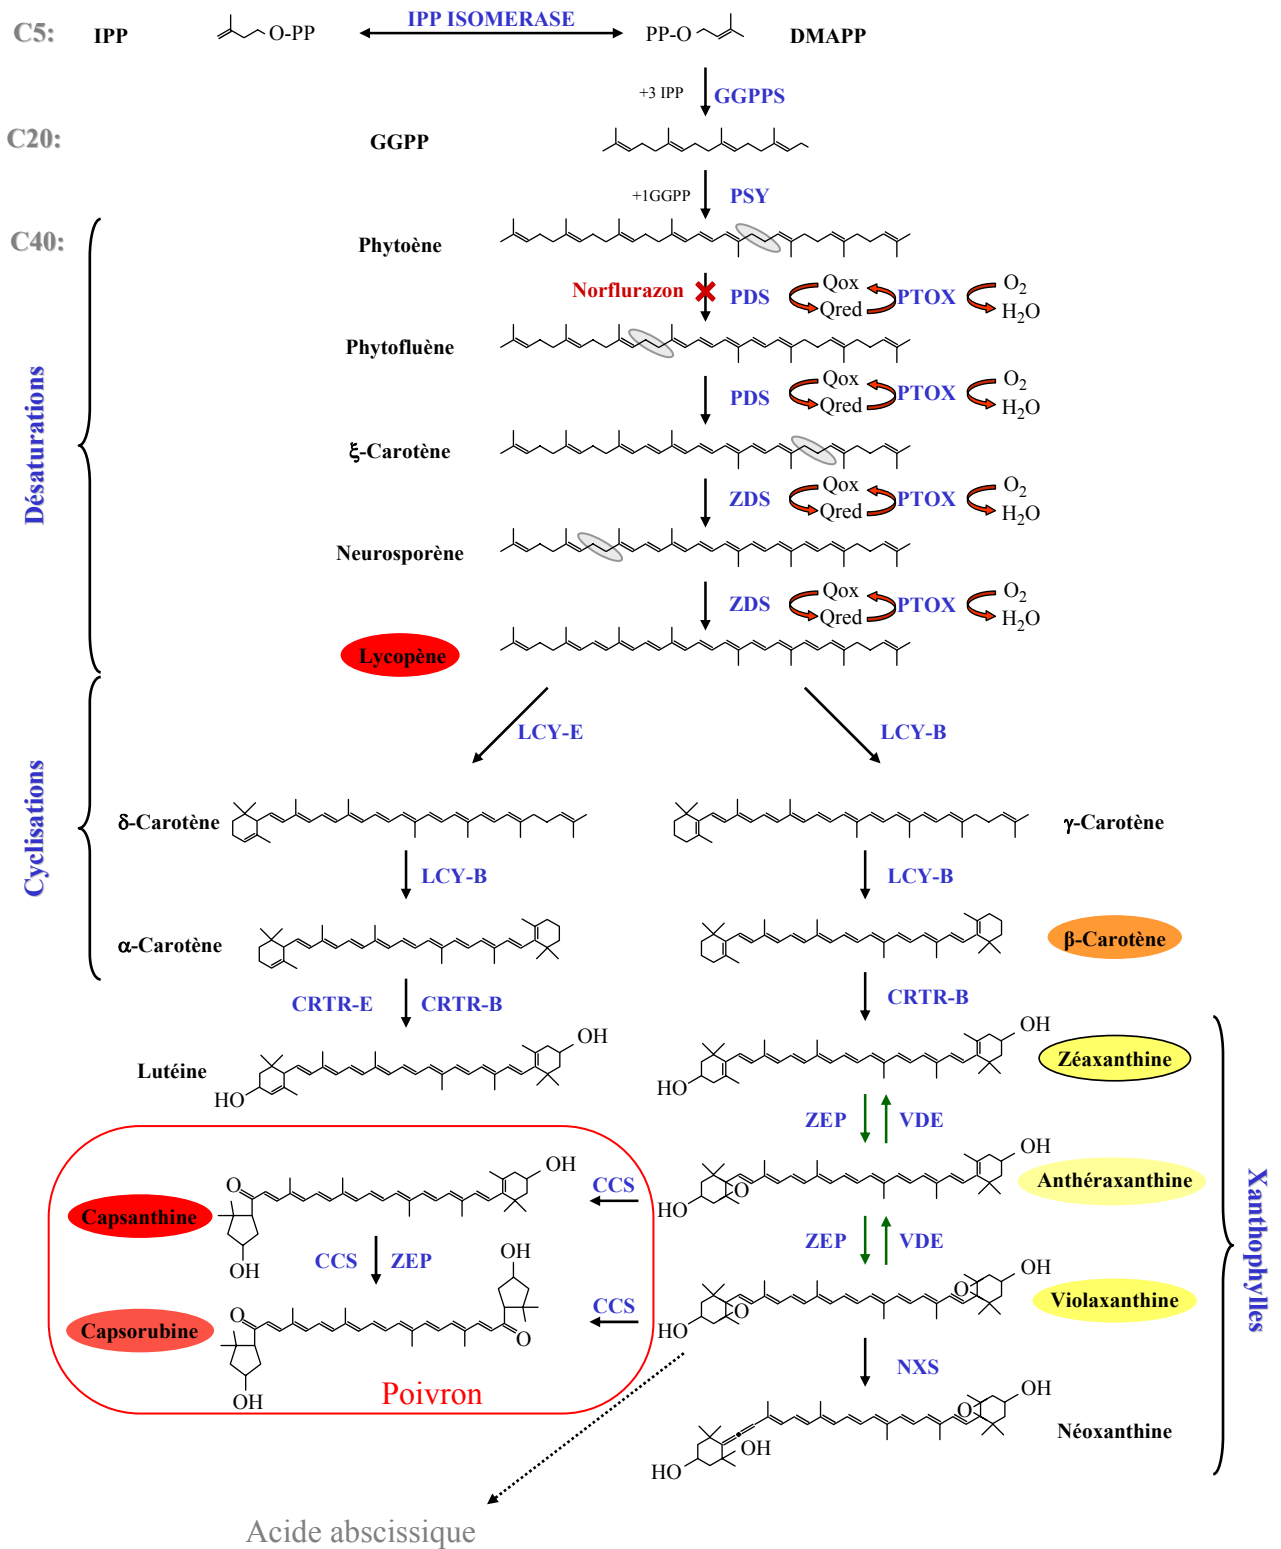 C5: IPP O-PP IPP ISOMERASE PP-O DMAPP
+3 IPP GGPPS
C20: GGPP
+1GGPP PSY
C40: Phytoène
Norflurazon PDS Qox Qred PTOX O2 H2O
Phytofluène
PDS Qox Qred PTOX O2 H2O
Désaturations
ξ-Carotène
ZDS Qox Qred PTOX O2 H2O
Neurosporène
ZDS Qox Qred PTOX O2 H2O
Lycopène
LCY-E LCY-B
Cyclisations
δ-Carotène γ-Carotène
LCY-B LCY-B
α-Carotène β-Carotène
CRTR-E CRTR-B CRTR-B
OH OH
Lutéine Zéaxanthine
HO HO
ZEP VDE
OH OH
O CCS O Anthéraxanthine
Capsanthine HO
OH CCS ZEP OH ZEP VDE
Xanthophylles
OH
O CCS O O Violaxanthine
Capsorubine O HO
OH Poivron NXS
OH
O
OH Néoxanthine
HO
Acide abscissique